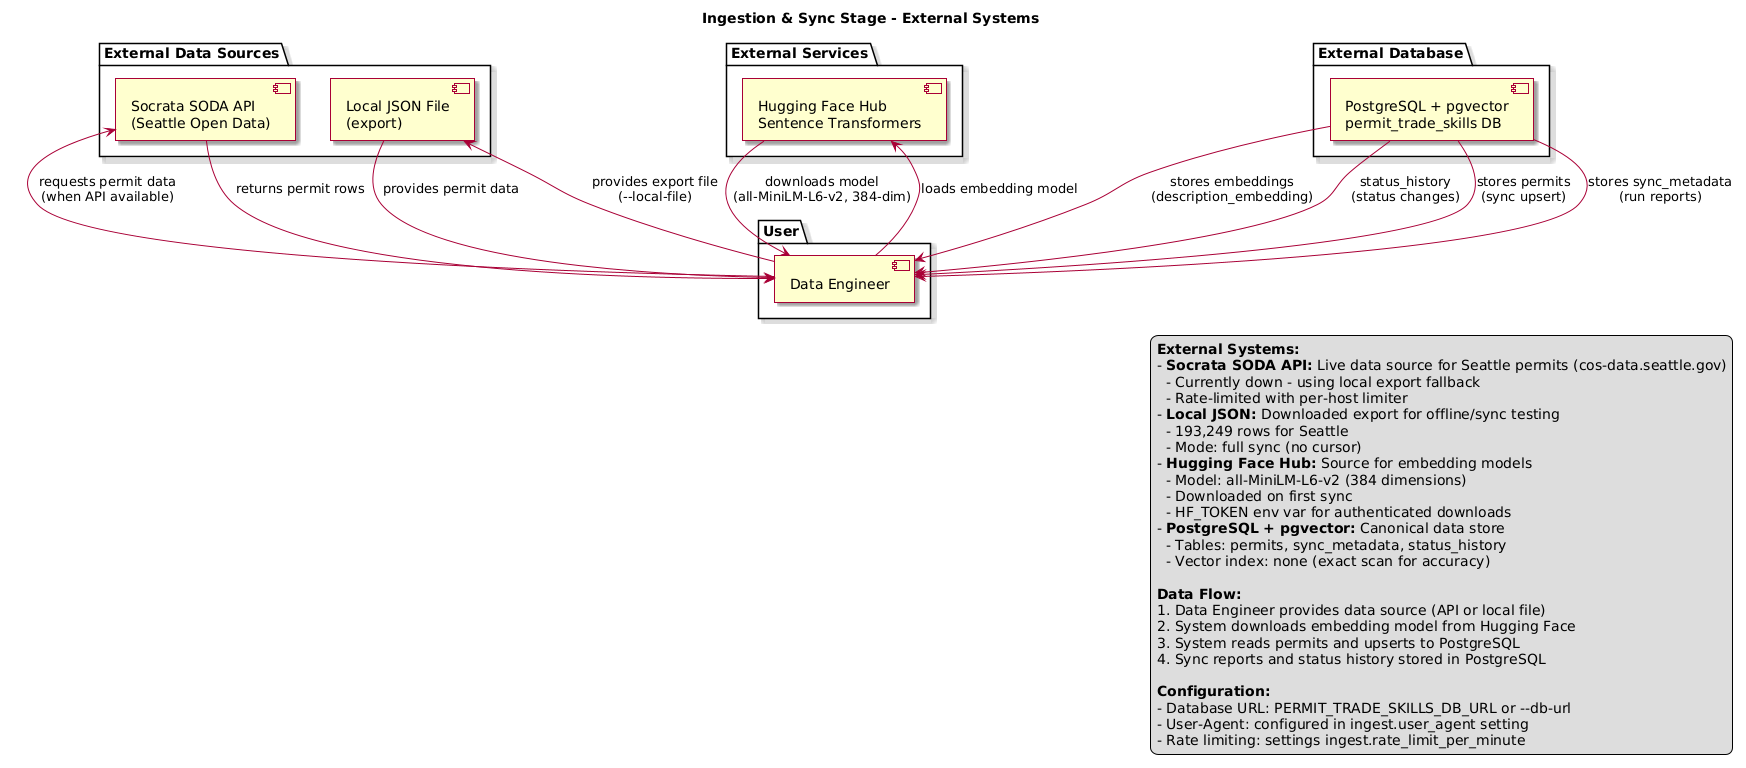 Ingestion & Sync Stage - External Systems
External Data Sources
Socrata SODA API
(Seattle Open Data)
Local JSON File
(export)
External Services
Hugging Face Hub
Sentence Transformers
External Database
PostgreSQL + pgvector
permit_trade_skills DB
requests permit data
(when API available)
returns permit rows
provides permit data
provides export file
(--local-file)
downloads model
(all-MiniLM-L6-v2, 384-dim)
loads embedding model
stores embeddings
(description_embedding)
status_history
(status changes)
stores permits
(sync upsert)
stores sync_metadata
(run reports)
User
Data Engineer
External Systems:
- Socrata SODA API: Live data source for Seattle permits (cos-data.seattle.gov)
- Currently down - using local export fallback
- Rate-limited with per-host limiter
- Local JSON: Downloaded export for offline/sync testing
- 193,249 rows for Seattle
- Mode: full sync (no cursor)
- Hugging Face Hub: Source for embedding models
- Model: all-MiniLM-L6-v2 (384 dimensions)
- Downloaded on first sync
- HF_TOKEN env var for authenticated downloads
- PostgreSQL + pgvector: Canonical data store
- Tables: permits, sync_metadata, status_history
- Vector index: none (exact scan for accuracy)
Data Flow:
1. Data Engineer provides data source (API or local file)
2. System downloads embedding model from Hugging Face
3. System reads permits and upserts to PostgreSQL
4. Sync reports and status history stored in PostgreSQL
Configuration:
- Database URL: PERMIT_TRADE_SKILLS_DB_URL or --db-url
- User-Agent: configured in ingest.user_agent setting
- Rate limiting: settings ingest.rate_limit_per_minute